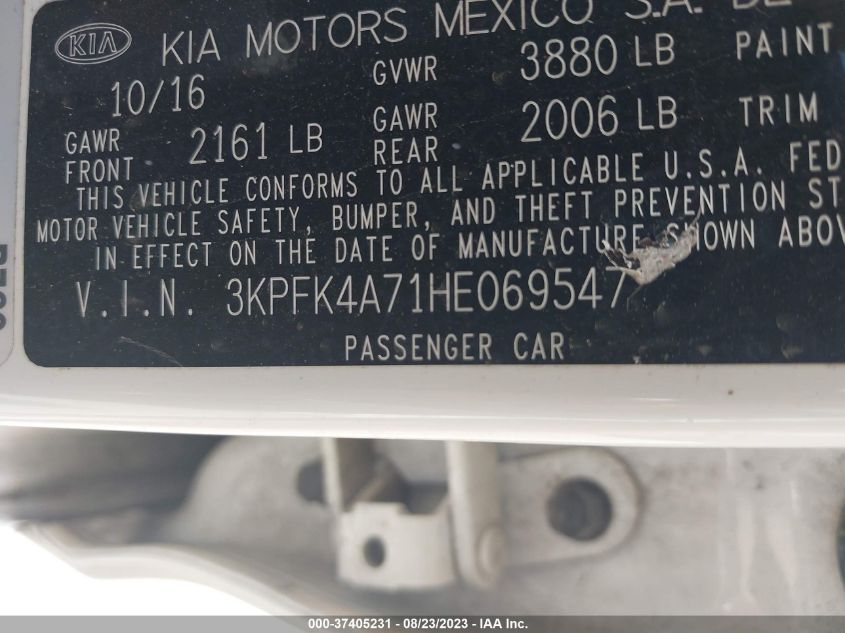 KIA KIA MOTORS MEXICO S.A. DE
10/16 GVWR 3880 LB PAINT
GAWR FRONT 2161 LB GAWR REAR 2006 LB TRIM
THIS VEHICLE CONFORMS TO ALL APPLICABLE U.S.A. FED
MOTOR VEHICLE SAFETY, BUMPER, AND THEFT PREVENTION ST
IN EFFECT ON THE DATE OF MANUFACTURE SHOWN ABOV
V.I.N. 3KPFK4A71HE069547
PASSENGER CAR
000-37405231 - 08/23/2023 - IAA Inc.